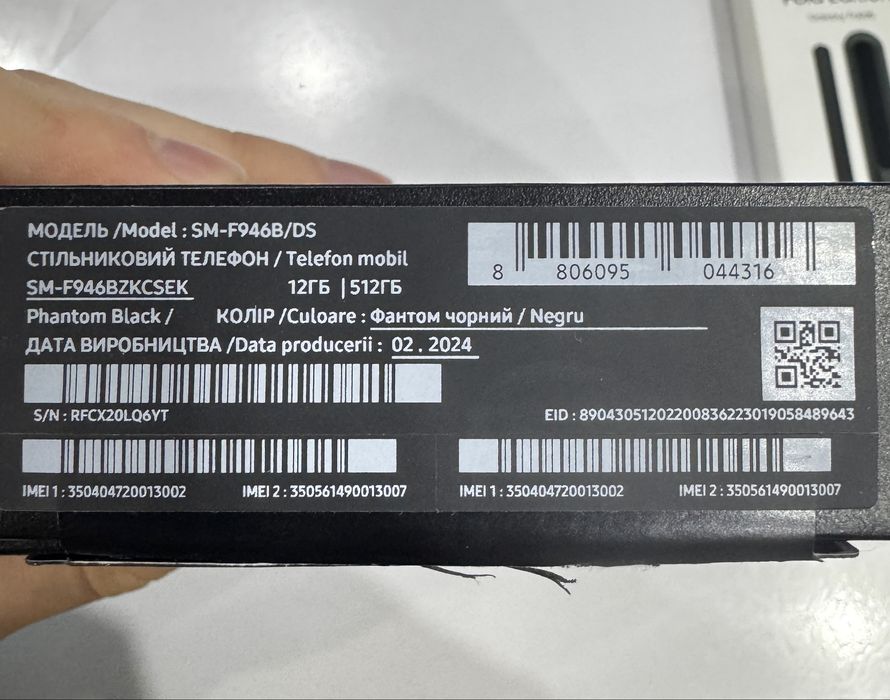 МОДЕЛЬ /Model : SM-F946B/DS
СТІЛЬНИКОВИЙ ТЕЛЕФОН / Telefon mobil
SM-F946BZKCSEK 12ГБ | 512ГБ
Phantom Black / КОЛІР /Culoare : Фантом чорний / Negru
ДАТА ВИРОБНИЦТВА /Data producerii : 02 . 2024
8 806095 044316
S/N : RFCX20LQ6YT
EID : 89043051202200836223019058489643
IMEI 1 : 350404720013002 IMEI 2 : 350561490013007
IMEI 1 : 350404720013002 IMEI 2 : 350561490013007